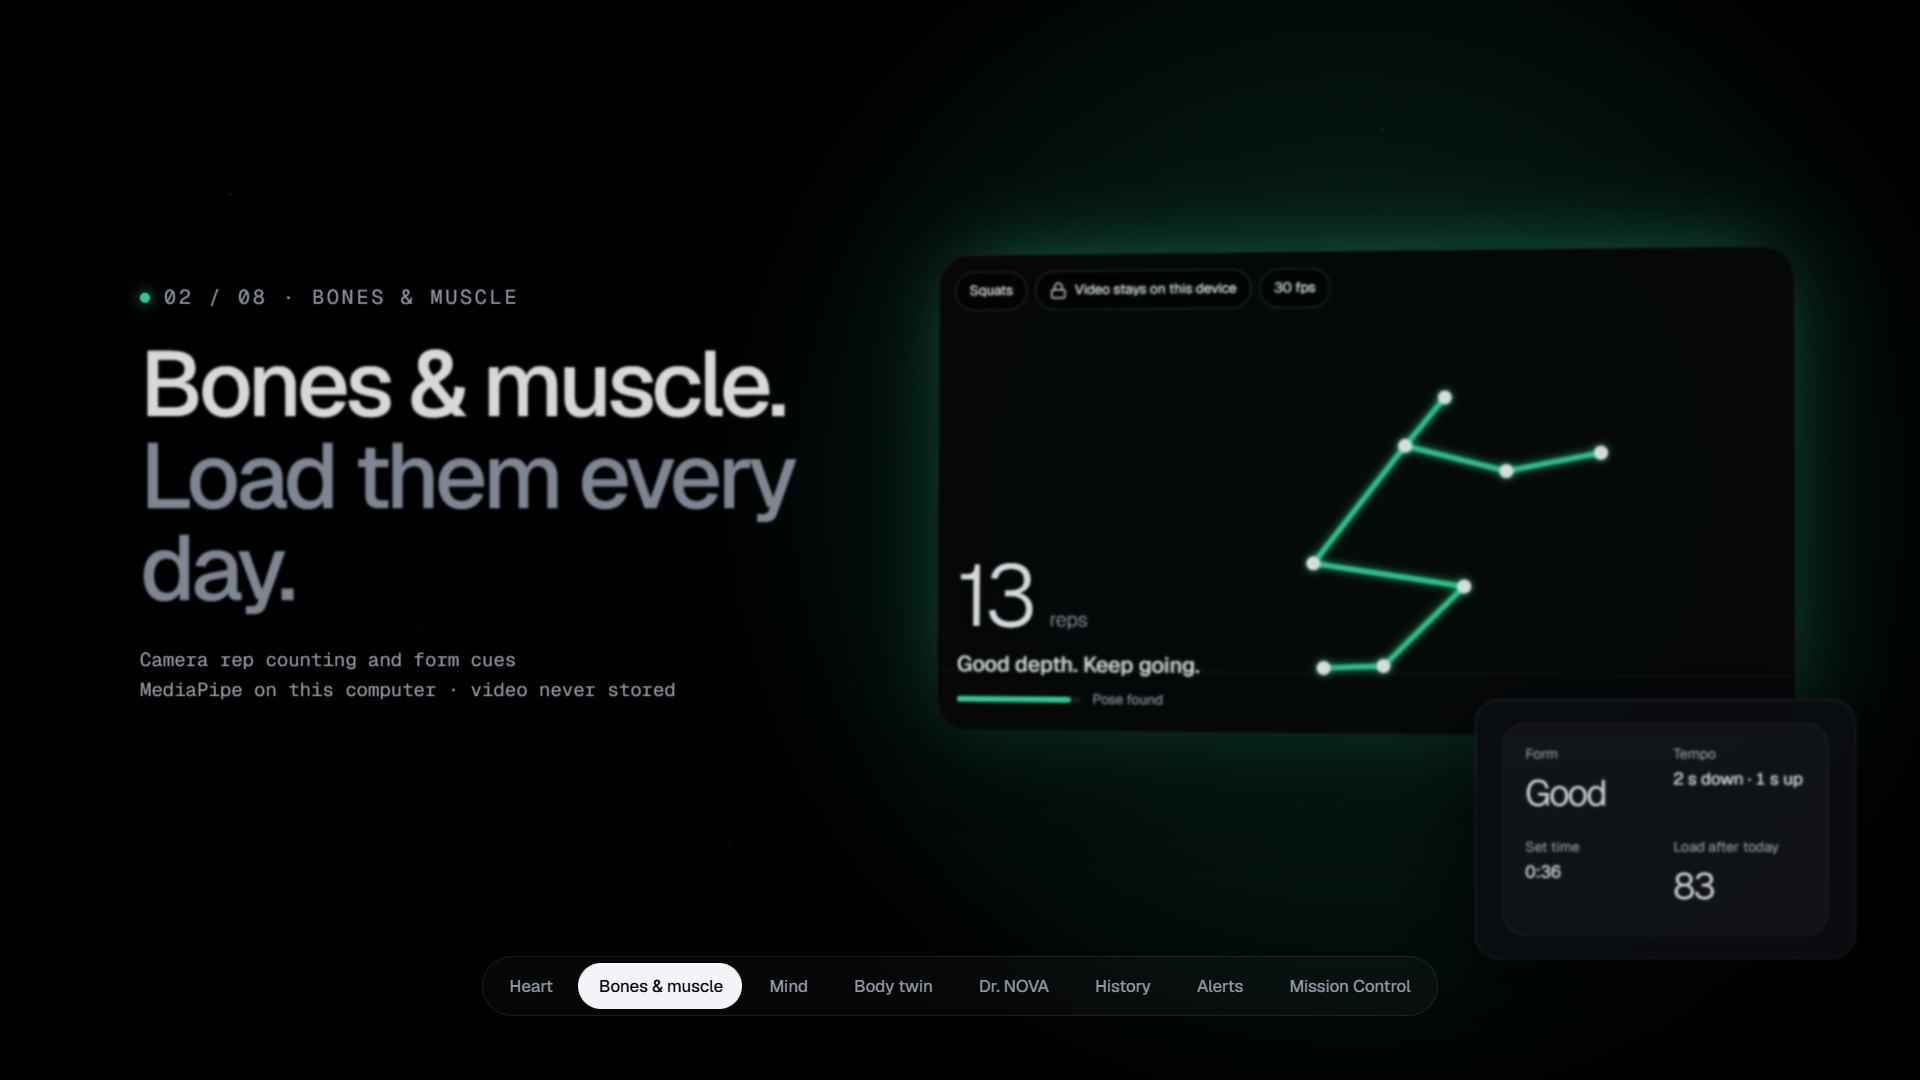 02 / 08 · BONES & MUSCLE
Bones & muscle.
Load them every
day.
Camera rep counting and form cues
MediaPipe on this computer · video never stored
Squats
Video stays on this device
30 fps
13 reps
Good depth. Keep going.
Pose found
Form
Good
Tempo
2 s down · 1 s up
Set time
0:36
Load after today
83
Heart
Bones & muscle
Mind
Body twin
Dr. NOVA
History
Alerts
Mission Control